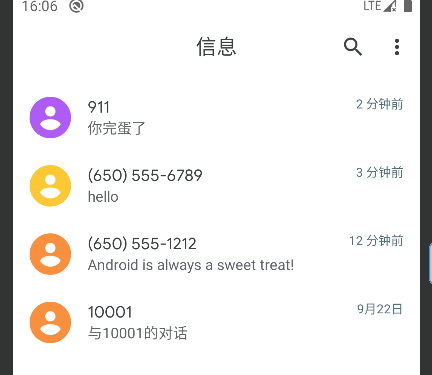 16:06 LTE
信息
911 2 分钟前
你完蛋了
(650) 555-6789 3 分钟前
hello
(650) 555-1212 12 分钟前
Android is always a sweet treat!
10001 9月22日
与10001的对话